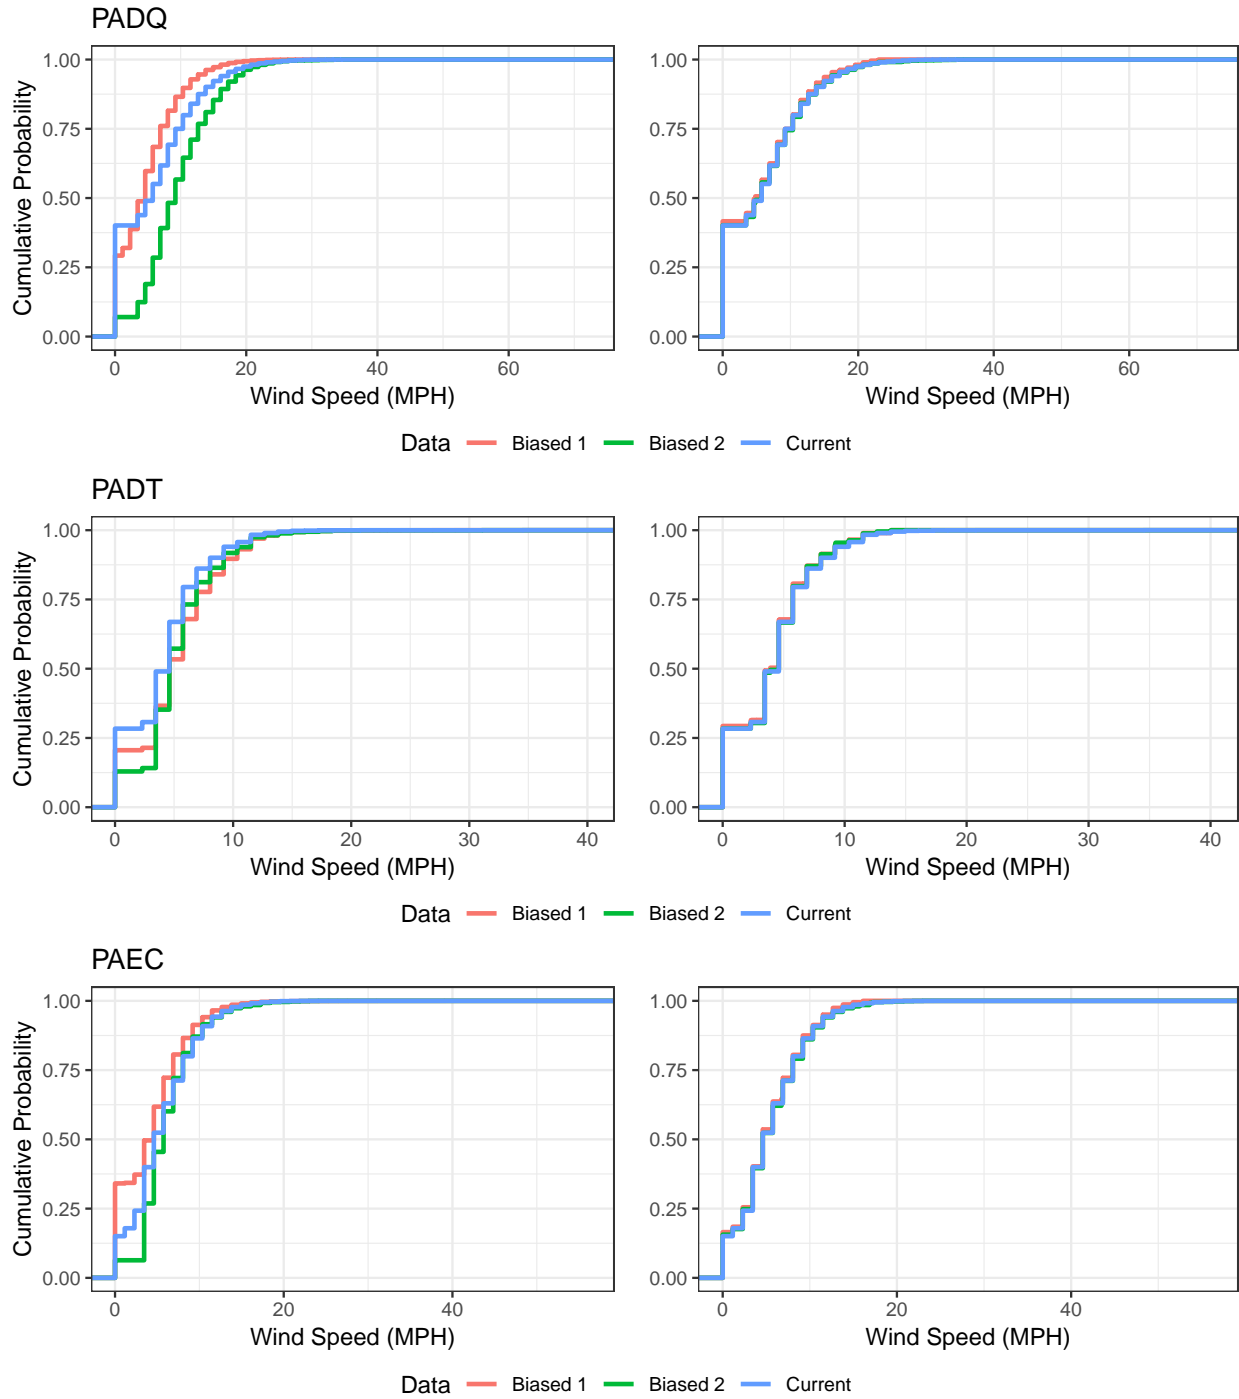 PADQ
Cumulative Probability
1.00
0.75
0.50
0.25
0.00
0 20 40 60
Wind Speed (MPH)
1.00
0.75
0.50
0.25
0.00
0 20 40 60
Wind Speed (MPH)
Data Biased 1 Biased 2 Current
PADT
Cumulative Probability
1.00
0.75
0.50
0.25
0.00
0 10 20 30 40
Wind Speed (MPH)
1.00
0.75
0.50
0.25
0.00
0 10 20 30 40
Wind Speed (MPH)
Data Biased 1 Biased 2 Current
PAEC
Cumulative Probability
1.00
0.75
0.50
0.25
0.00
0 20 40
Wind Speed (MPH)
1.00
0.75
0.50
0.25
0.00
0 20 40
Wind Speed (MPH)
Data Biased 1 Biased 2 Current